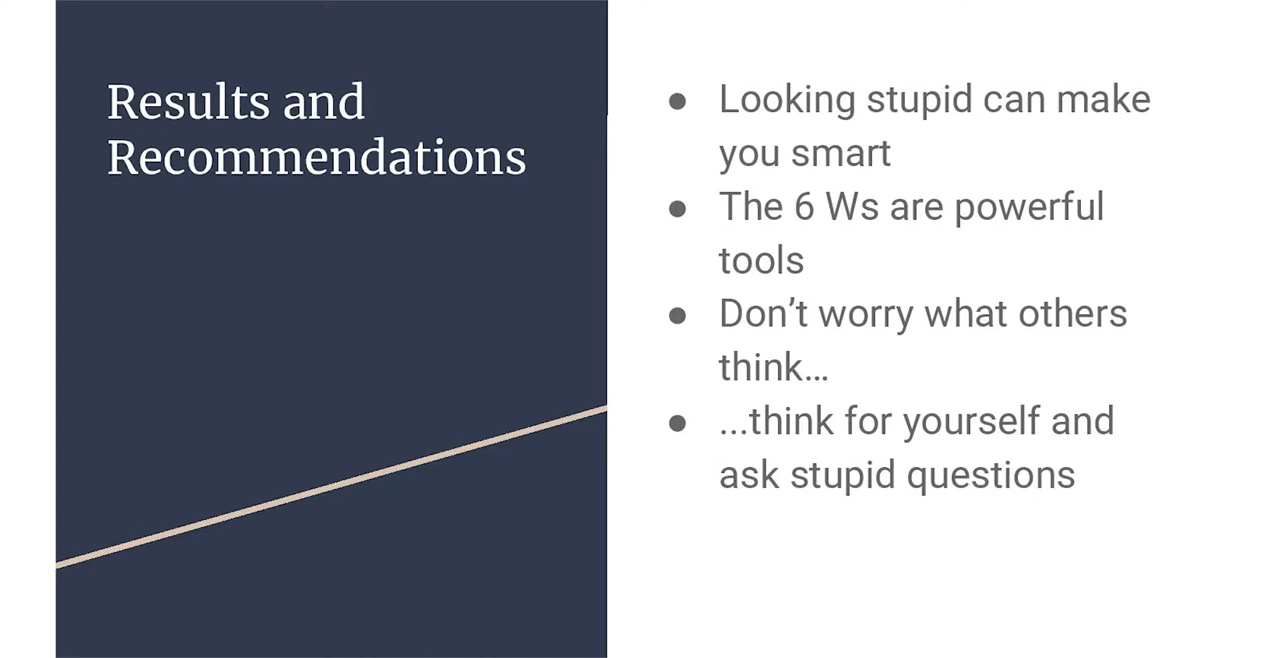 Results and
Recommendations
● Looking stupid can make
you smart
● The 6 Ws are powerful
tools
● Don’t worry what others
think…
● ...think for yourself and
ask stupid questions